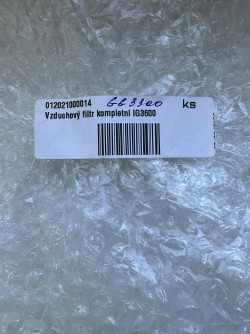 012021000014 GG3300 ks
Vzduchový filtr kompletní IG3600